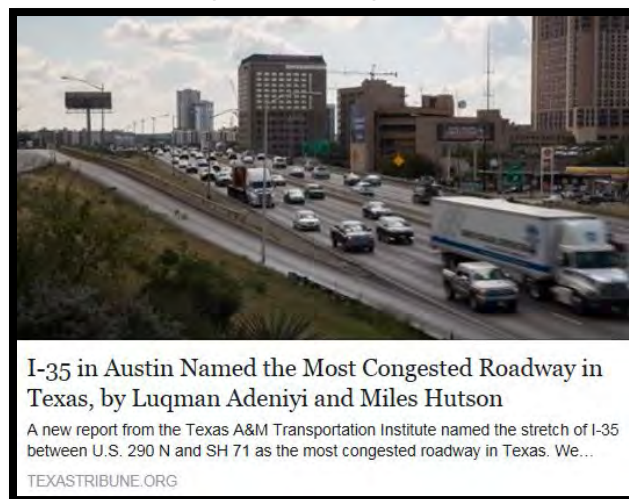 I-35 in Austin Named the Most Congested Roadway in
Texas, by Luqman Adeniyi and Miles Hutson
A new report from the Texas A&M Transportation Institute named the stretch of I-35
between U.S. 290 N and SH 71 as the most congested roadway in Texas. We...
TEXASTRIBUNE.ORG